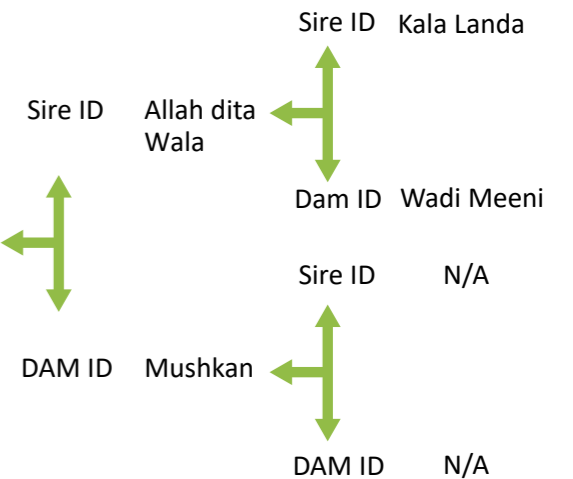 Sire ID Kala Landa
Sire ID Allah dita
Wala
Dam ID Wadi Meeni
Sire ID N/A
DAM ID Mushkan
DAM ID N/A